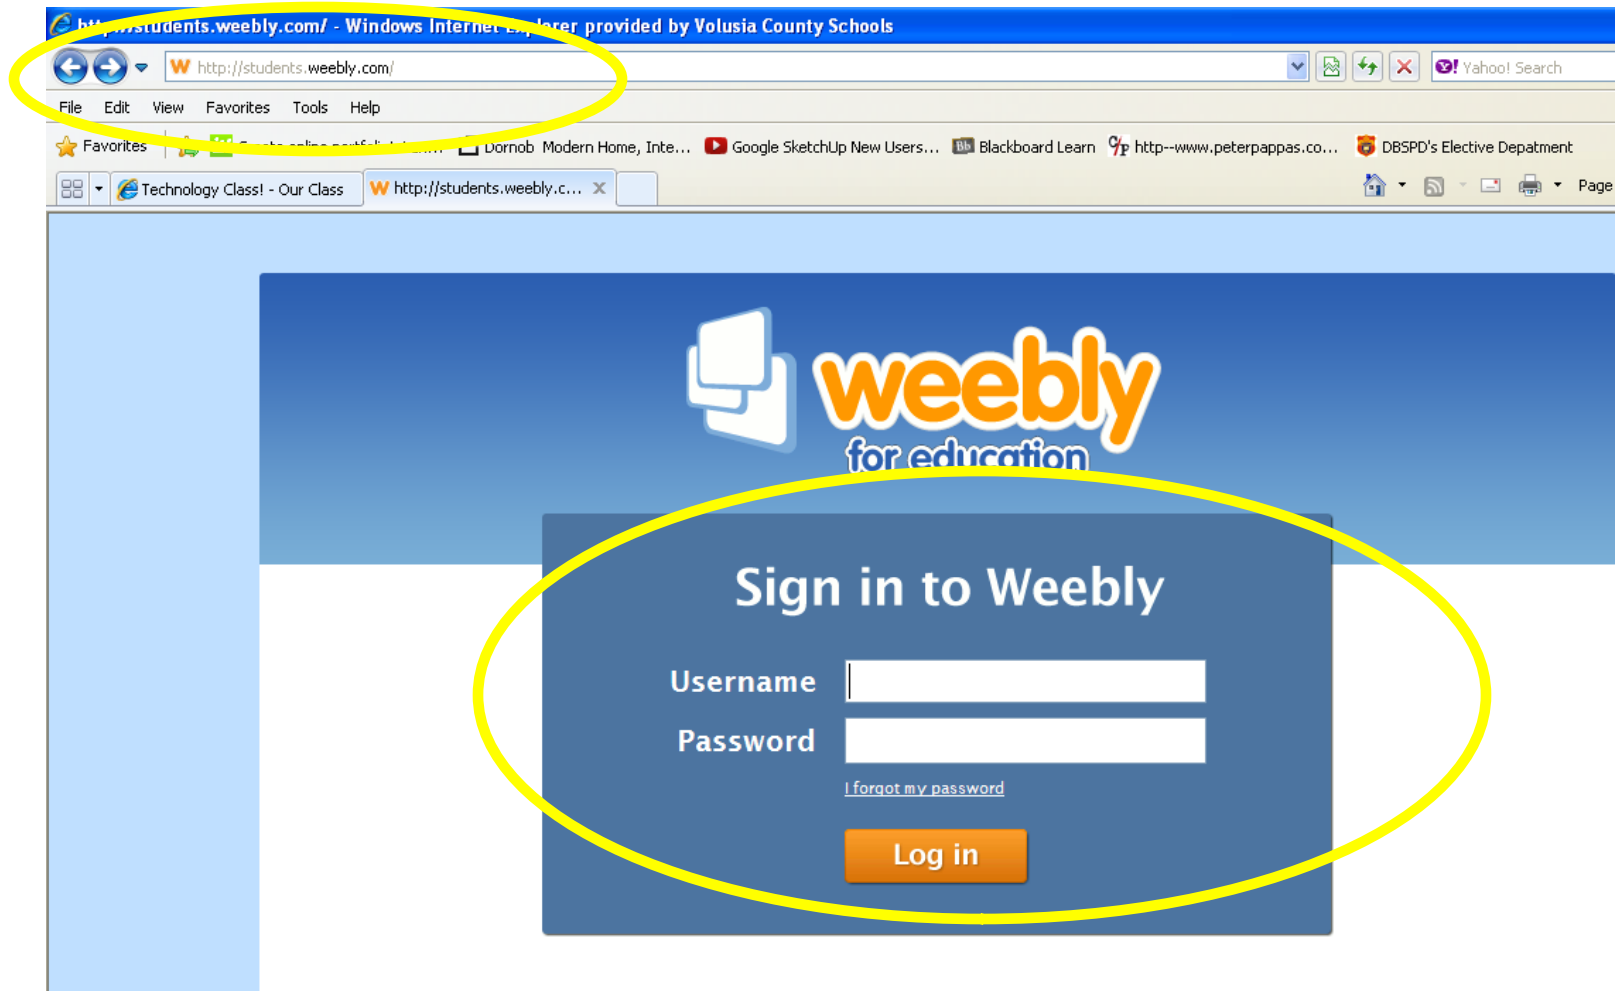 http://students.weebly.com/ - Windows Internet Explorer provided by Volusia County Schools
http://students.weebly.com/
Yahoo! Search
File Edit View Favorites Tools Help
Favorites
Dornob Modern Home, Inte...
Google SketchUp New Users...
Bb Blackboard Learn
http--www.peterpappas.co...
DBSPD's Elective Depatment
Technology Class! - Our Class
http://students.weebly.c... X
Page
weebly
for education
Sign in to Weebly
Username
Password
I forgot my password
Log in